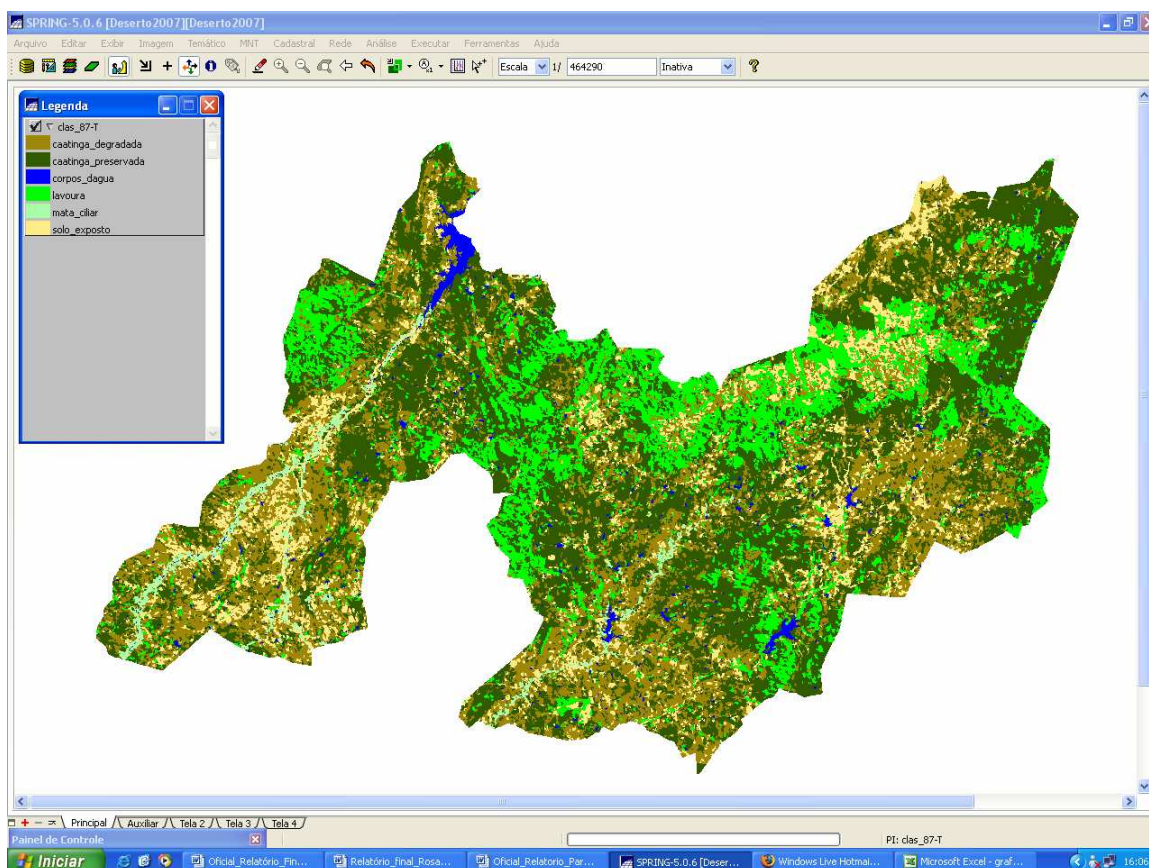 SPRING-5.0.6 [Deserto2007][Deserto2007]
Arquivo Editar Exibir Imagem Temático MNT Cadastral Rede Análise Executar Ferramentas Ajuda
Escala 1/ 464290 Inativa
Legenda
clas_87-T
caatinga_degradada
caatinga_preservada
corpos_dagua
lavoura
mata_ciliar
solo_exposto
Principal Auxiliar Tela 2 Tela 3 Tela 4
Painel de Controle PI: clas_87-T
Iniciar Oficial_Relatório_Fin... Relatório_final_Rosa... Oficial_Relatorio_Par... SPRING-5.0.6 [Deser... Windows Live Hotmai... Microsoft Excel - graf... 16:06